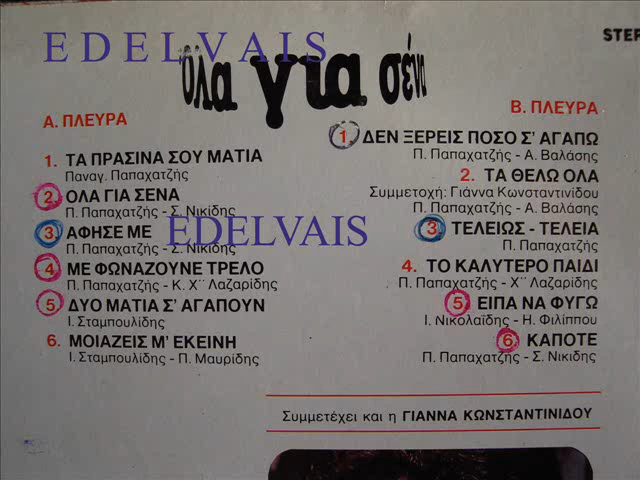 EDELVAIS
STER
Όλα για σένα
Α. ΠΛΕΥΡΑ
1. ΤΑ ΠΡΑΣΙΝΑ ΣΟΥ ΜΑΤΙΑ
Παναγ. Παπαχατζής
2. ΟΛΑ ΓΙΑ ΣΕΝΑ
Π. Παπαχατζής - Σ. Νικίδης
3. ΑΦΗΣΕ ΜΕ
Π. Παπαχατζής - Σ. Νικίδης
EDELVAIS
4. ΜΕ ΦΩΝΑΖΟΥΝΕ ΤΡΕΛΟ
Π. Παπαχατζής - Κ. Χ" Λαζαρίδης
5. ΔΥΟ ΜΑΤΙΑ Σ' ΑΓΑΠΟΥΝ
Ι. Σταμπουλίδης
6. ΜΟΙΑΖΕΙΣ Μ' ΕΚΕΙΝΗ
Ι. Σταμπουλίδης - Π. Μαυρίδης
Β. ΠΛΕΥΡΑ
1 ΔΕΝ ΞΕΡΕΙΣ ΠΟΣΟ Σ' ΑΓΑΠΩ
Π. Παπαχατζής - Α. Βαλάσης
2. ΤΑ ΘΕΛΩ ΟΛΑ
Συμμετοχή: Γιάννα Κωνσταντινίδου
Π. Παπαχατζής - Α. Βαλάσης
3. ΤΕΛΕΙΩΣ - ΤΕΛΕΙΑ
Π. Παπαχατζής
4. ΤΟ ΚΑΛΥΤΕΡΟ ΠΑΙΔΙ
Π. Παπαχατζής - Χ" Λαζαρίδης
5. ΕΙΠΑ ΝΑ ΦΥΓΩ
Ι. Νικολαΐδης - Η. Φιλίππου
6. ΚΑΠΟΤΕ
Π. Παπαχατζής - Σ. Νικιδης
Συμμετέχει και η ΓΙΑΝΝΑ ΚΩΝΣΤΑΝΤΙΝΙΔΟΥ